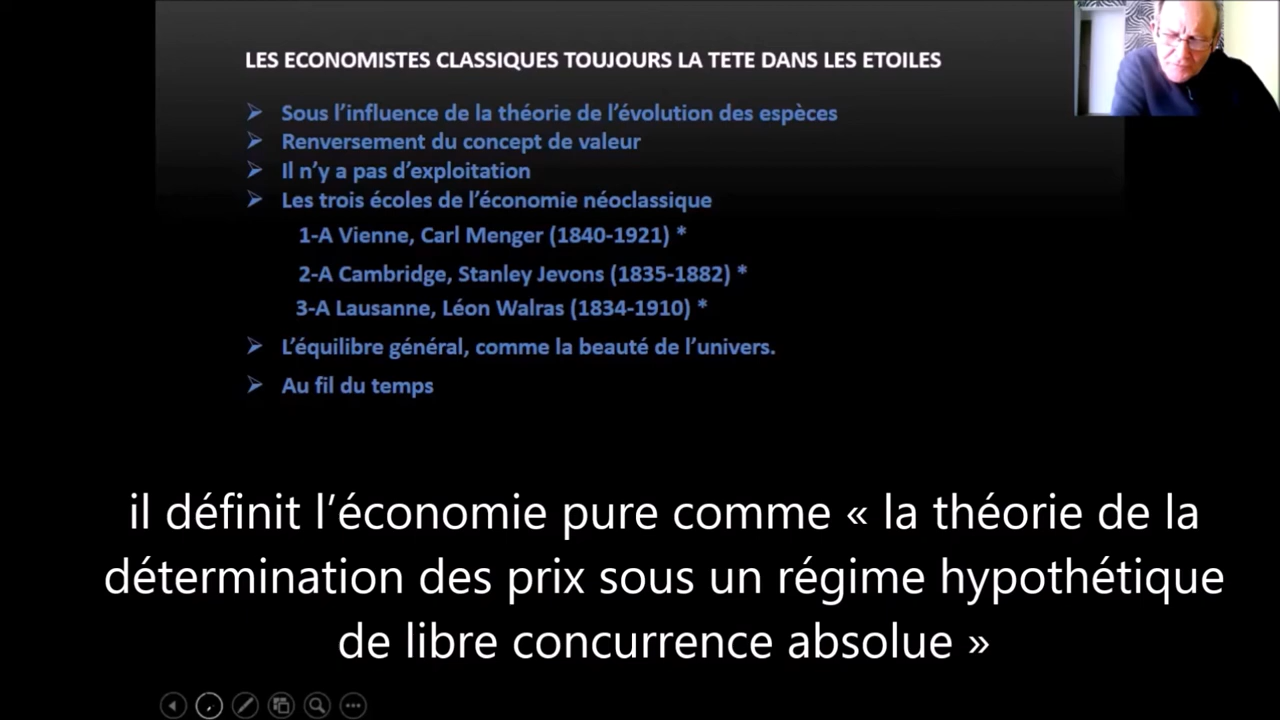 LES ECONOMISTES CLASSIQUES TOUJOURS LA TETE DANS LES ETOILES
Sous l'influence de la théorie de l'évolution des espèces
Renversement du concept de valeur
Il n'y a pas d'exploitation
Les trois écoles de l'économie néoclassique
1-A Vienne, Carl Menger (1840-1921) *
2-A Cambridge, Stanley Jevons (1835-1882) *
3-A Lausanne, Léon Walras (1834-1910) *
L'équilibre général, comme la beauté de l'univers.
Au fil du temps
il définit l'économie pure comme « la théorie de la
détermination des prix sous un régime hypothétique
de libre concurrence absolue »